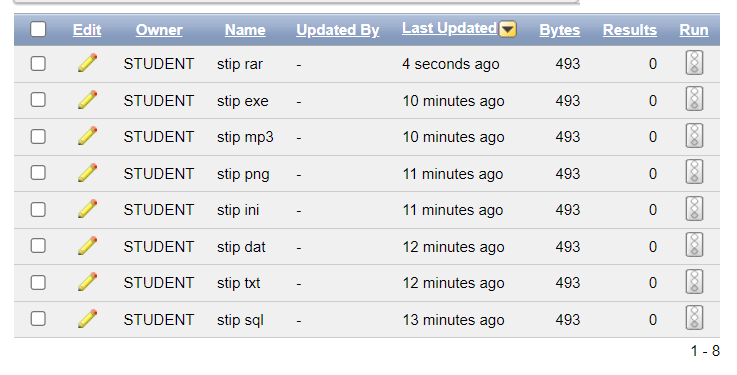 Edit Owner Name Updated By Last Updated Bytes Results Run
STUDENT stip rar - 4 seconds ago 493 0
STUDENT stip exe - 10 minutes ago 493 0
STUDENT stip mp3 - 10 minutes ago 493 0
STUDENT stip png - 11 minutes ago 493 0
STUDENT stip ini - 11 minutes ago 493 0
STUDENT stip dat - 12 minutes ago 493 0
STUDENT stip txt - 12 minutes ago 493 0
STUDENT stip sql - 13 minutes ago 493 0
1 - 8